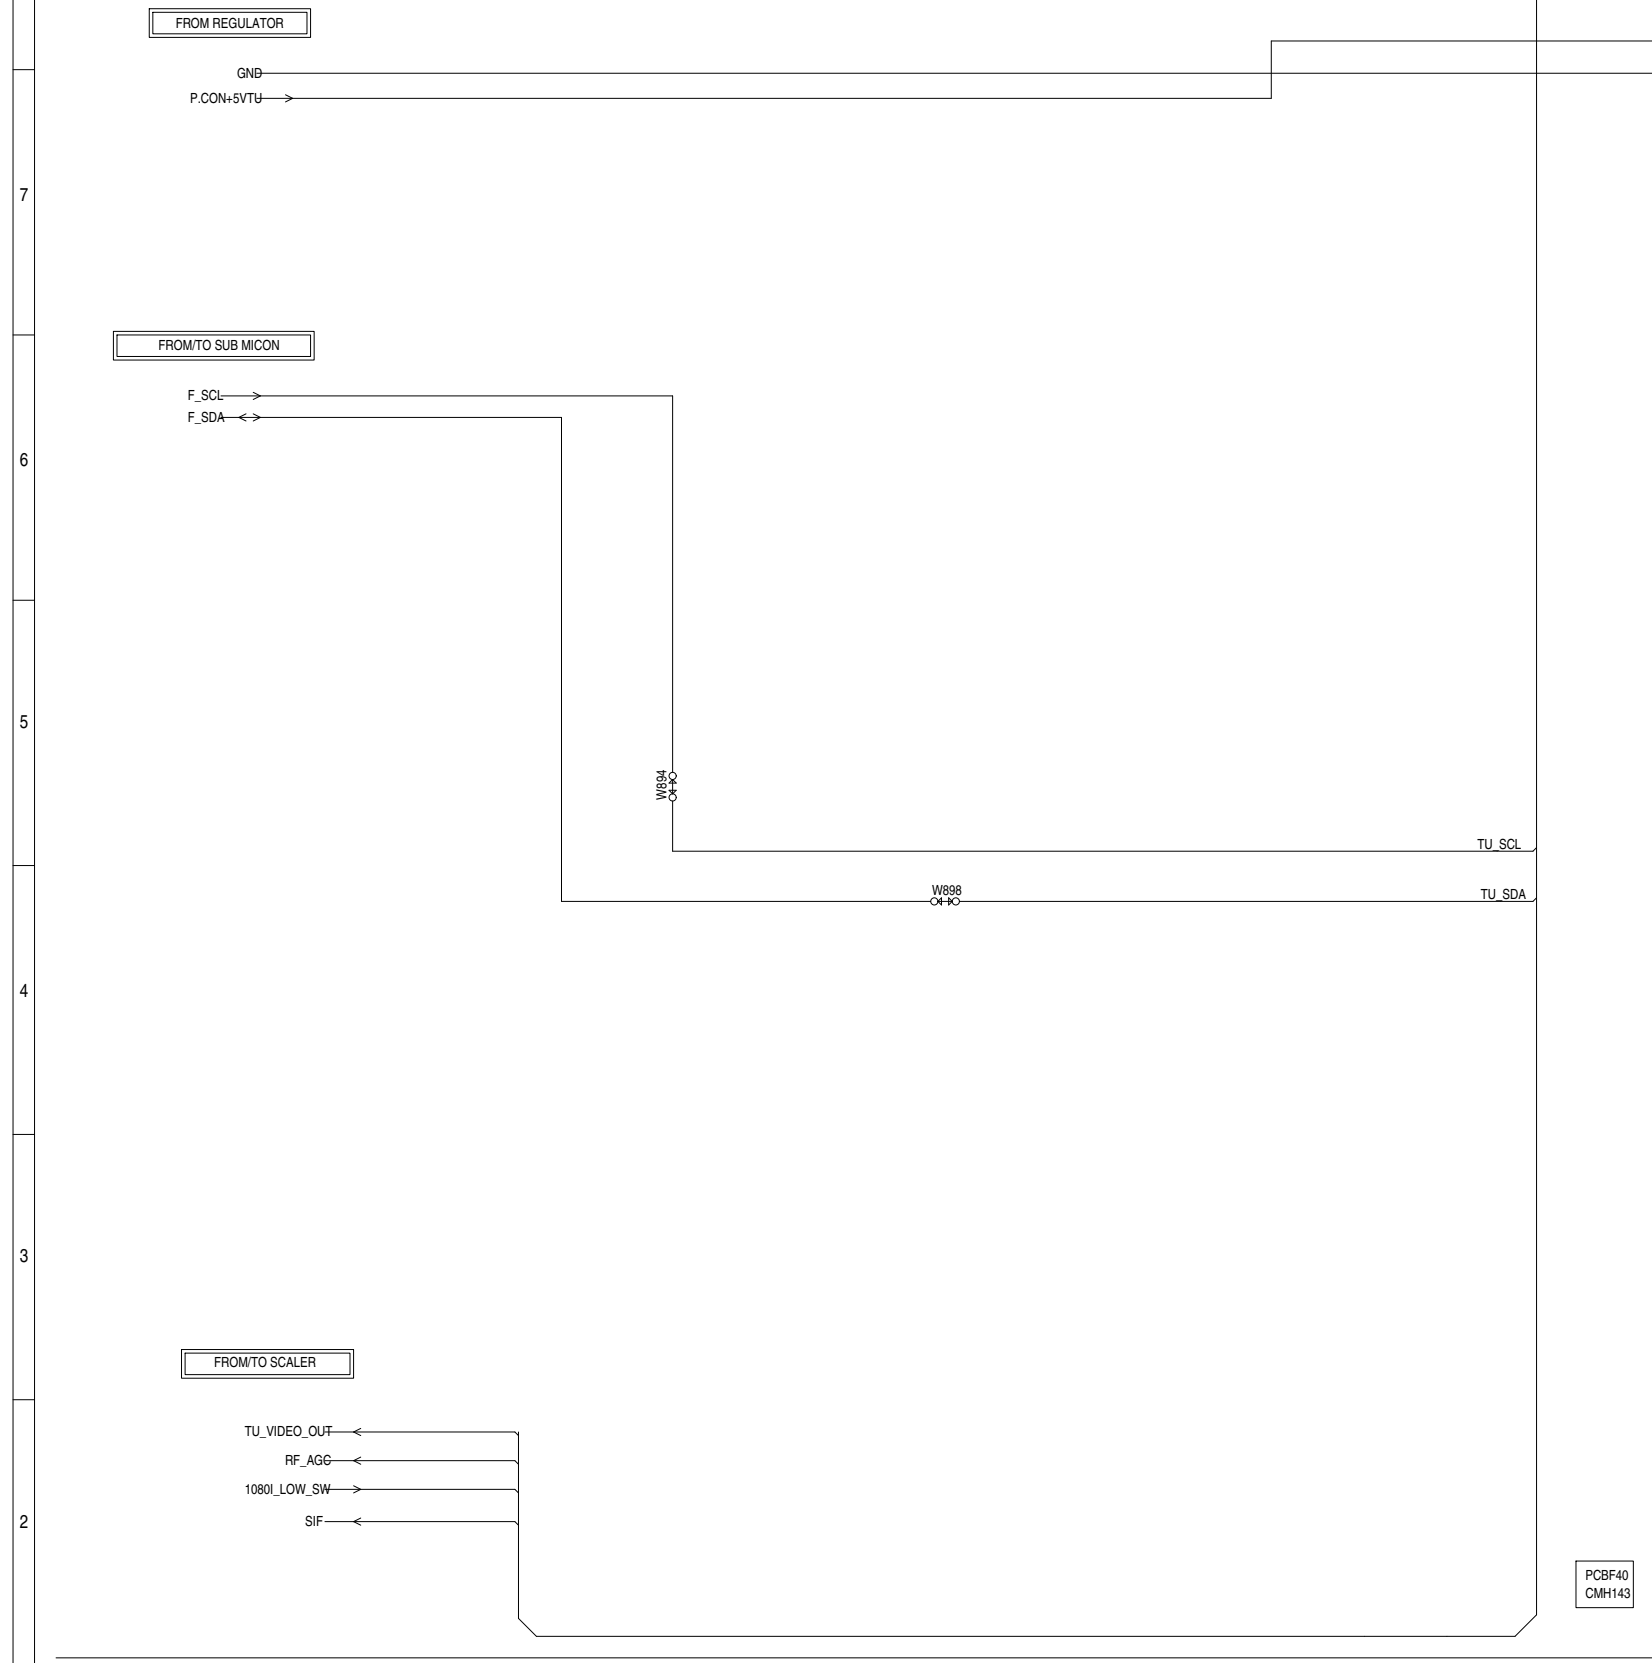 FROM REGULATOR
GND
P.CON+5VTU
7
FROM/TO SUB MICON
F_SCL
F_SDA
6
5
W894
TU_SCL
W898
TU_SDA
4
3
FROM/TO SCALER
TU_VIDEO_OUT
RF_AGC
1080I_LOW_SW
SIF
2
PCBF40
CMH143